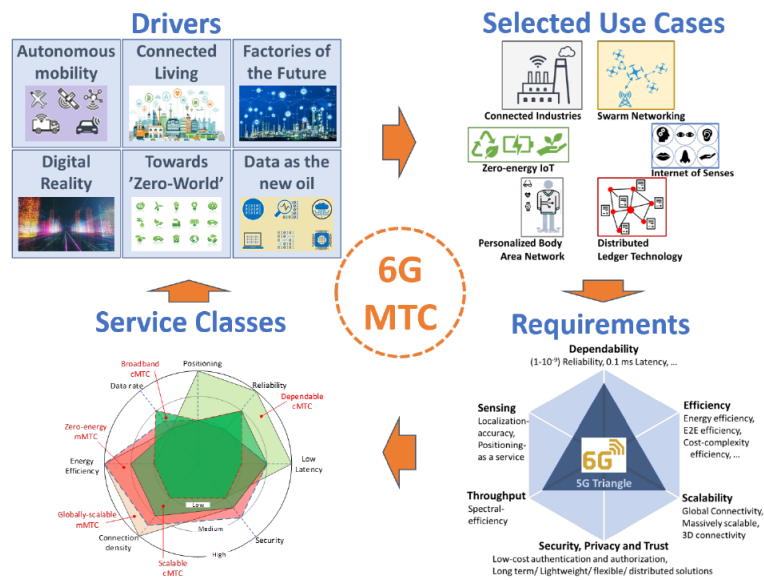 Drivers
Autonomous
mobility
Connected
Living
Factories of
the Future
Digital
Reality
Towards
’Zero-World’
Data as the
new oil
Selected Use Cases
Connected Industries
Swarm Networking
Zero-energy IoT
Internet of Senses
Personalized Body
Area Network
Distributed
Ledger Technology
6G
MTC
Service Classes
Broadband
cMTC
Positioning
Data rate
Reliability
Dependable
cMTC
Zero-energy
mMTC
Energy
Efficiency
Low
Latency
Globally-scalable
mMTC
Low
Medium
High
Connection
density
Security
Scalable
cMTC
Requirements
Dependability
(1-10⁻⁹) Reliability, 0.1 ms Latency, ...
Sensing
Localization-
accuracy,
Positioning-
as a service
Efficiency
Energy efficiency,
E2E efficiency,
Cost-complexity
efficiency, ...
6G
5G Triangle
Throughput
Spectral-
efficiency
Scalability
Global Connectivity,
Massively scalable,
3D connectivity
Security, Privacy and Trust
Low-cost authentication and authorization,
Long term/ Lightweight/ flexible/ distributed solutions